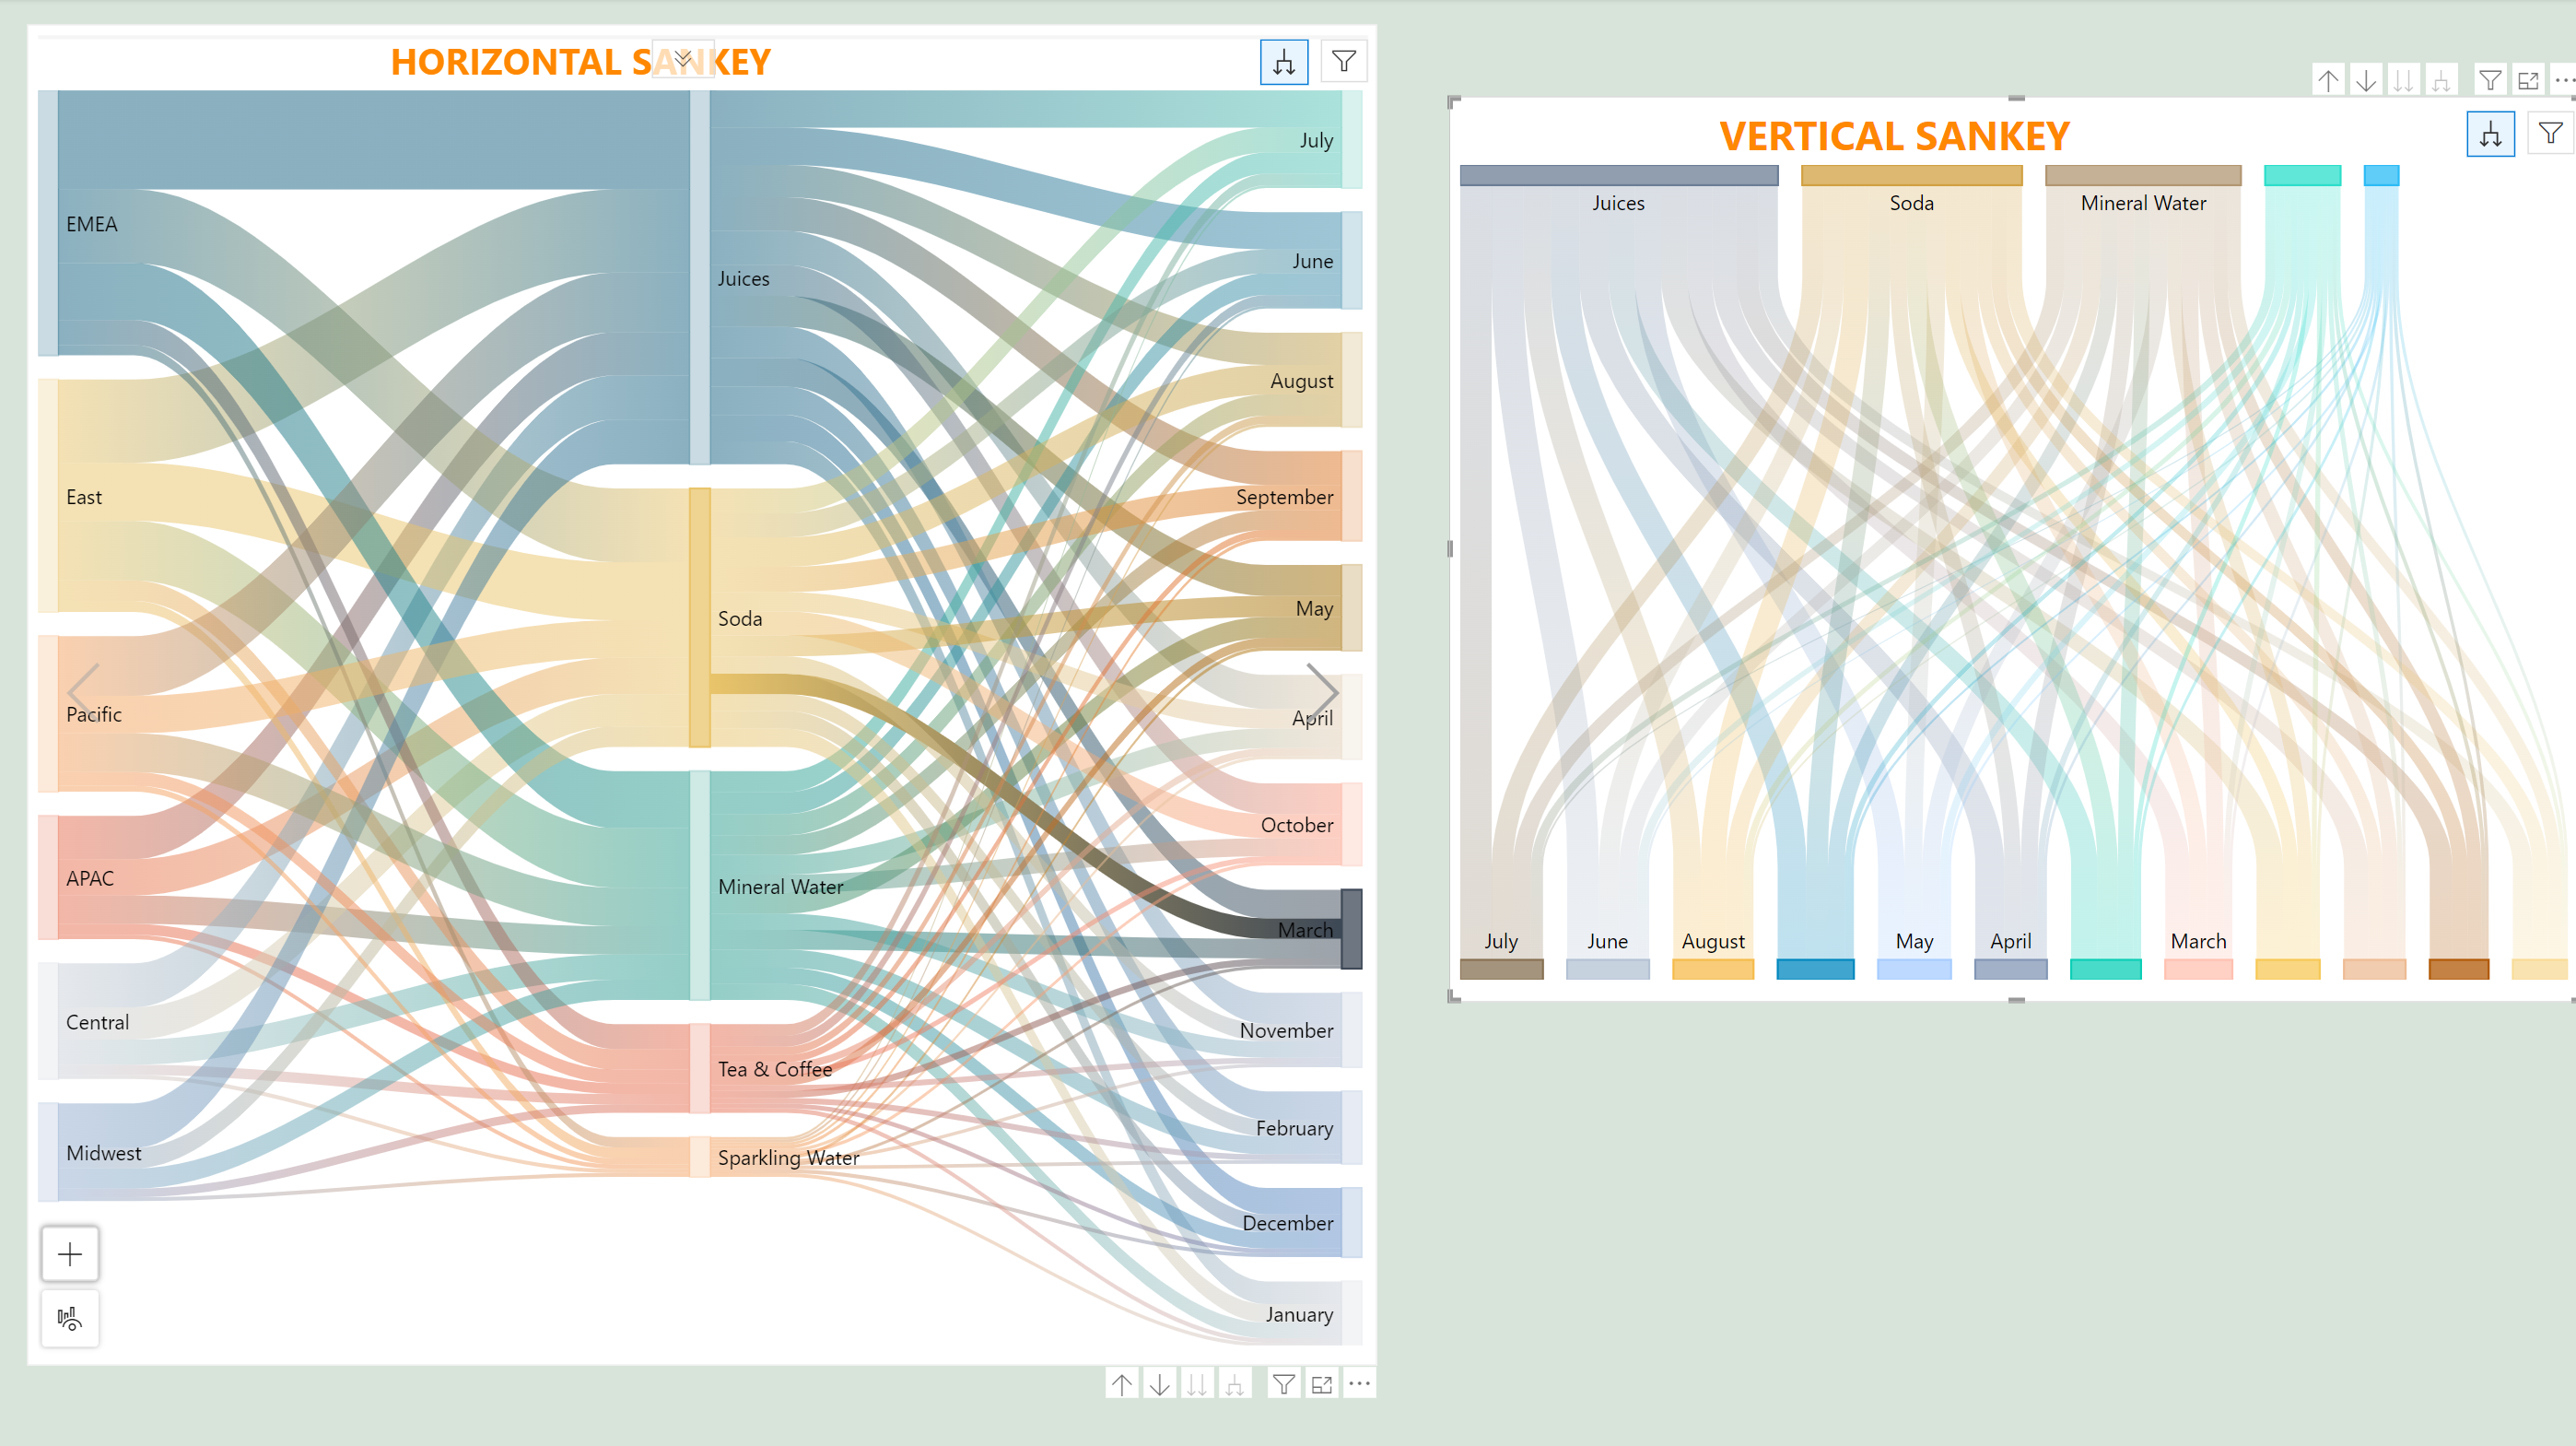 HORIZONTAL SANKEY
EMEA
East
Pacific
APAC
Central
Midwest
Juices
Soda
Mineral Water
Tea & Coffee
Sparkling Water
July
June
August
September
May
April
October
March
November
February
December
January
VERTICAL SANKEY
Juices
Soda
Mineral Water
July
June
August
May
April
March